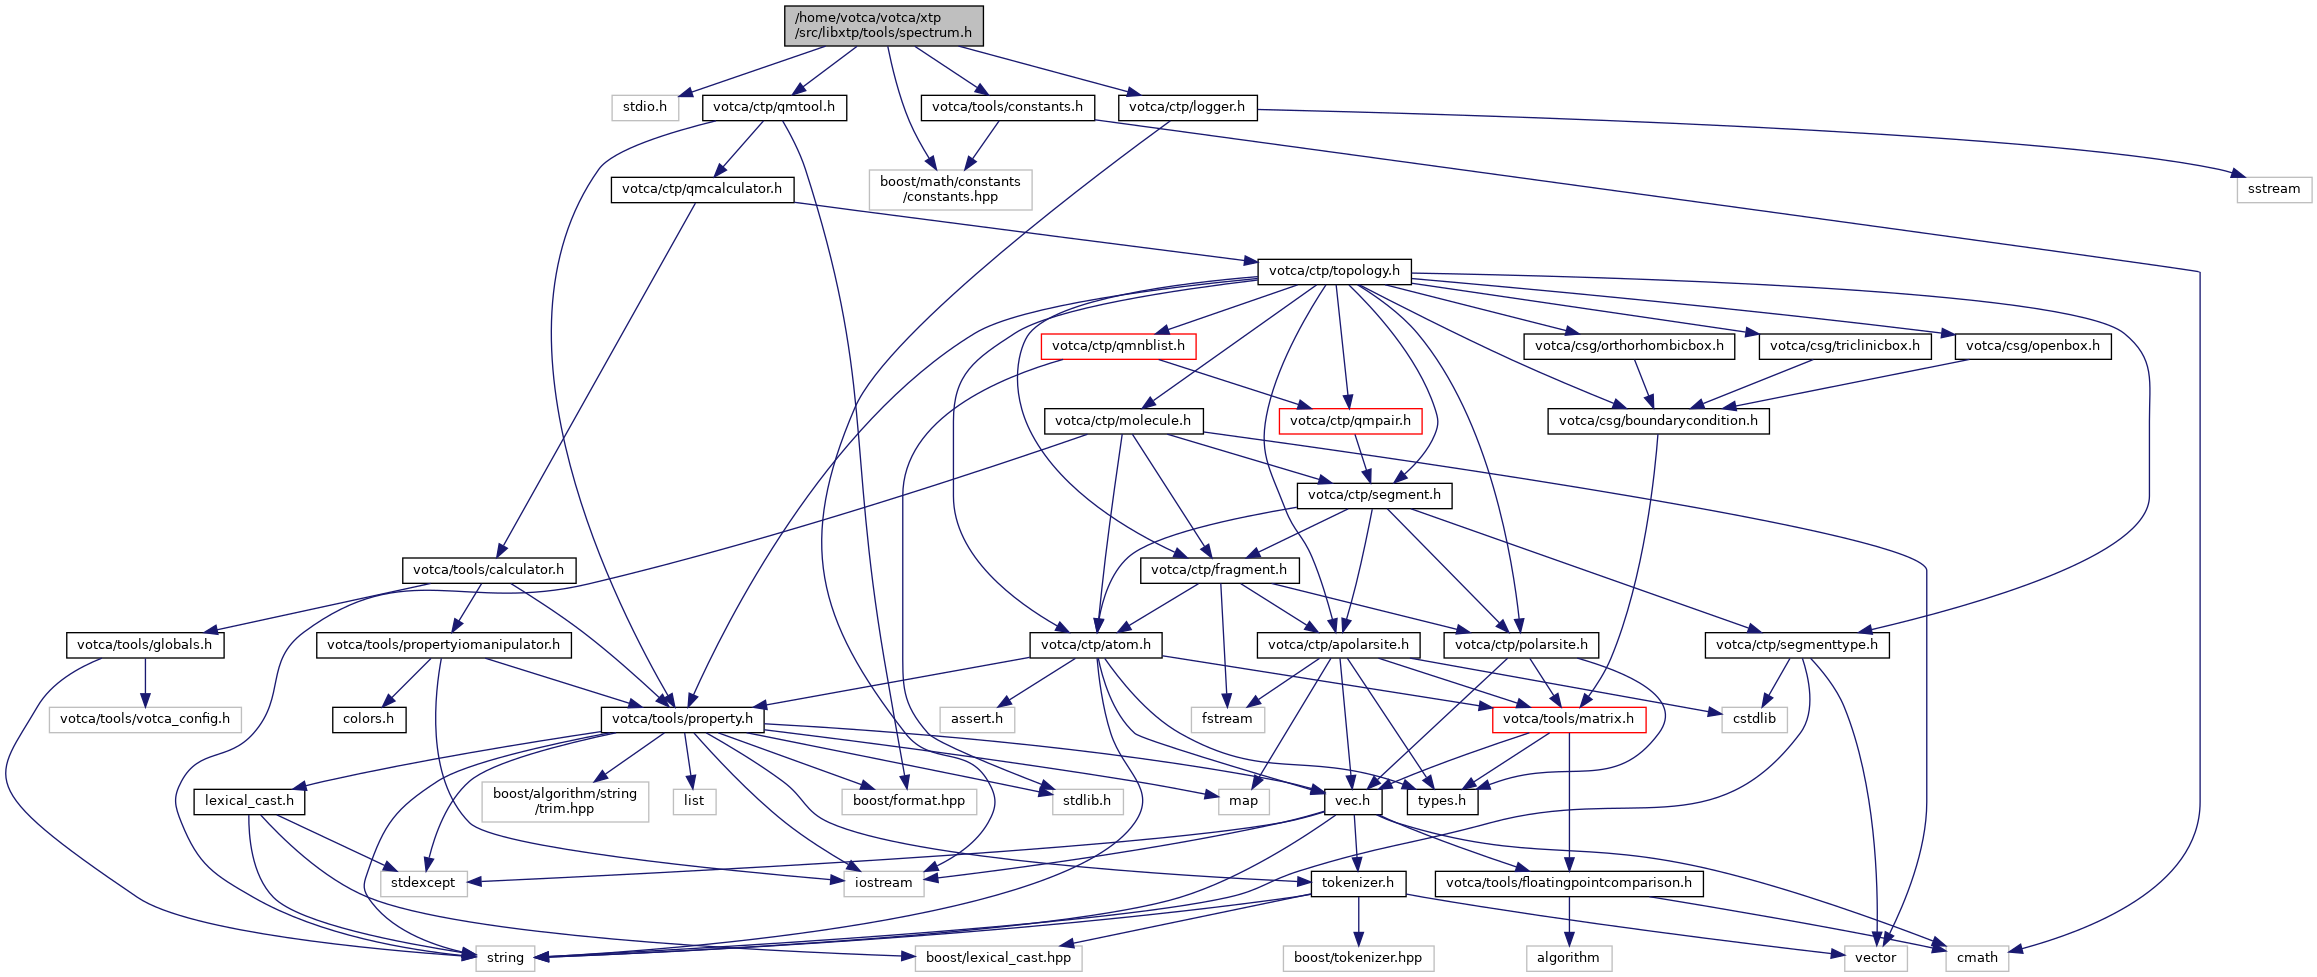 /home/votca/votca/xtp
/src/libxtp/tools/spectrum.h
stdio.h
votca/ctp/qmtool.h
votca/tools/constants.h
votca/ctp/logger.h
boost/math/constants
/constants.hpp
votca/ctp/qmcalculator.h
sstream
votca/ctp/topology.h
votca/ctp/qmnblist.h
votca/csg/orthorhombicbox.h
votca/csg/triclinicbox.h
votca/csg/openbox.h
votca/ctp/molecule.h
votca/ctp/qmpair.h
votca/csg/boundarycondition.h
votca/ctp/segment.h
votca/tools/calculator.h
votca/ctp/fragment.h
votca/tools/globals.h
votca/tools/propertyiomanipulator.h
votca/ctp/atom.h
votca/ctp/apolarsite.h
votca/ctp/polarsite.h
votca/ctp/segmenttype.h
votca/tools/votca_config.h
colors.h
votca/tools/property.h
assert.h
fstream
votca/tools/matrix.h
cstdlib
lexical_cast.h
boost/algorithm/string
/trim.hpp
list
boost/format.hpp
stdlib.h
map
vec.h
types.h
stdexcept
iostream
tokenizer.h
votca/tools/floatingpointcomparison.h
string
boost/lexical_cast.hpp
boost/tokenizer.hpp
algorithm
vector
cmath